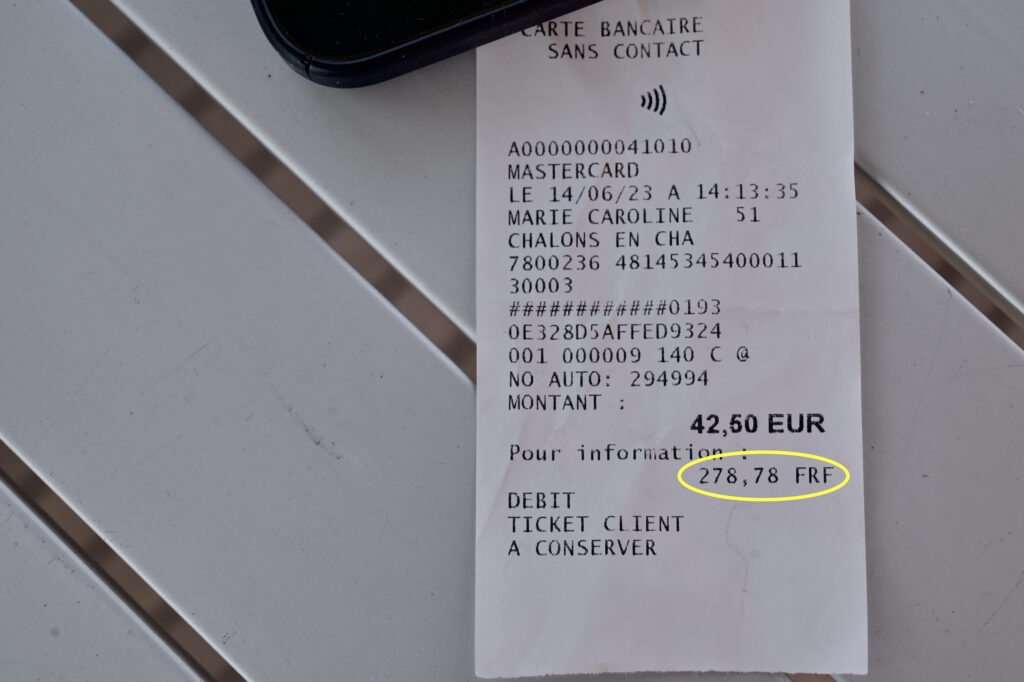 CARTE BANCAIRE
SANS CONTACT
A0000000041010
MASTERCARD
LE 14/06/23 A 14:13:35
MARIE CAROLINE 51
CHALONS EN CHA
7800236 48145345400011
30003
############0193
0E328D5AFFED9324
001 000009 140 C @
NO AUTO: 294994
MONTANT :
42,50 EUR
Pour information :
278,78 FRF
DEBIT
TICKET CLIENT
A CONSERVER